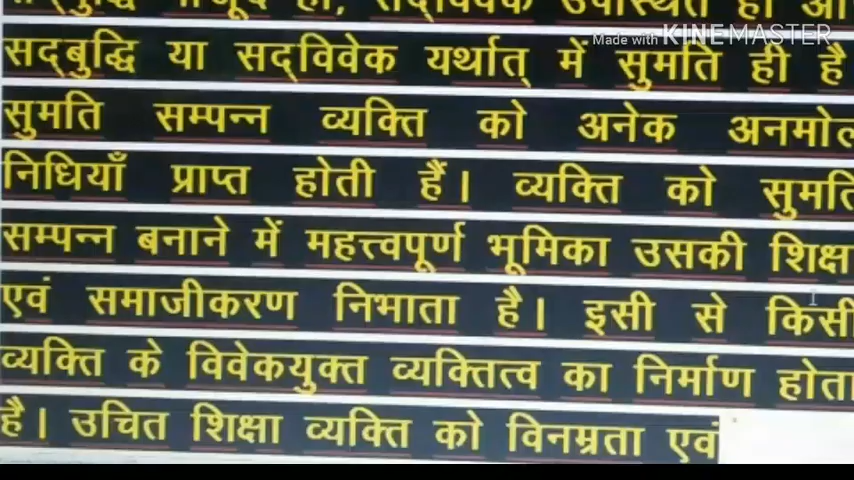 Made with KINEMASTER
सद्बुद्धि या सद्‌विवेक यर्थात् में सुमति ही है
सुमति सम्पन्न व्यक्ति को अनेक अनमोल
निधियाँ प्राप्त होती हैं। व्यक्ति को सुमति
सम्पन्न बनाने में महत्त्वपूर्ण भूमिका उसकी शिक्षा
एवं समाजीकरण निभाता है। इसी से किसी
व्यक्ति के विवेकयुक्त व्यक्तित्व का निर्माण होता
है। उचित शिक्षा व्यक्ति को विनम्रता एवं